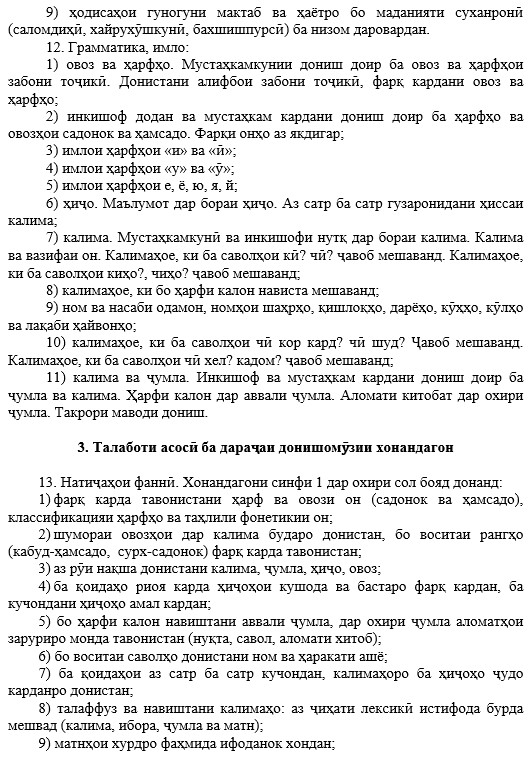 9) ҳодисаҳои гуногуни мактаб ва ҳаётро бо маданияти суханронӣ
(саломдиҳӣ, хайрухӯшкунӣ, бахшишпурсӣ) ба низом даровардан.
12. Грамматика, имло:
1) овоз ва ҳарфҳо. Мустаҳкамкунии дониш доир ба овоз ва ҳарфҳои
забони тоҷикӣ. Донистани алифбои забони тоҷикӣ, фарқ кардани овоз ва
ҳарфҳо;
2) инкишоф додан ва мустаҳкам кардани дониш доир ба ҳарфҳо ва
овозҳои садонок ва ҳамсадо. Фарқи онҳо аз якдигар;
3) имлои ҳарфҳои «и» ва «ӣ»;
4) имлои ҳарфҳои «у» ва «ӯ»;
5) имлои ҳарфҳои е, ё, ю, я, й;
6) ҳиҷо. Маълумот дар бораи ҳиҷо. Аз сатр ба сатр гузаронидани ҳиссаи
калима;
7) калима. Мустаҳкамкунӣ ва инкишофи нутқ дар бораи калима. Калима
ва вазифаи он. Калимаҳое, ки ба саволҳои кӣ? чӣ? ҷавоб мешаванд. Калимаҳое,
ки ба саволҳои киҳо?, чиҳо? ҷавоб мешаванд;
8) калимаҳое, ки бо ҳарфи калон нависта мешаванд;
9) ном ва насаби одамон, номҳои шаҳрҳо, қишлоқҳо, дарёҳо, кӯҳҳо, кӯлҳо
ва лақаби ҳайвонҳо;
10) калимаҳое, ки ба саволҳои чӣ кор кард? чӣ шуд? Ҷавоб мешаванд.
Калимаҳое, ки ба саволҳои чӣ хел? кадом? ҷавоб мешаванд;
11) калима ва ҷумла. Инкишоф ва мустаҳкам кардани дониш доир ба
ҷумла ва калима. Ҳарфи калон дар аввали ҷумла. Аломати китобат дар охири
ҷумла. Такрори маводи дониш.
3. Талаботи асосӣ ба дараҷаи донишомӯзии хонандагон
13. Натиҷаҳои фаннӣ. Хонандагони синфи 1 дар охири сол бояд донанд:
1) фарқ карда тавонистани ҳарф ва овози он (садонок ва ҳамсадо),
классификацияи ҳарфҳо ва таҳлили фонетикии он;
2) шумораи овозҳои дар калима бударо донистан, бо воситаи рангҳо
(кабуд-ҳамсадо, сурх-садонок) фарқ карда тавонистан;
3) аз рӯи нақша донистани калима, ҷумла, ҳиҷо, овоз;
4) ба қоидаҳо риоя карда ҳиҷоҳои кушода ва бастаро фарқ кардан, ба
кучондани ҳиҷоҳо амал кардан;
5) бо ҳарфи калон навиштани аввали ҷумла, дар охири ҷумла аломатҳои
заруриро монда тавонистан (нуқта, савол, аломати хитоб);
6) бо воситаи саволҳо донистани ном ва ҳаракати ашё;
7) ба қоидаҳои аз сатр ба сатр кучондан, калимаҳоро ба ҳиҷоҳо ҷудо
карданро донистан;
8) талаффуз ва навиштани калимаҳо: аз ҷиҳати лексикӣ истифода бурда
мешвад (калима, ибора, ҷумла ва матн);
9) матнҳои хурдро фаҳмида ифоданок хондан;